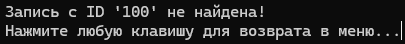 Запись с ID '100' не найдена!
Нажмите любую клавишу для возврата в меню...